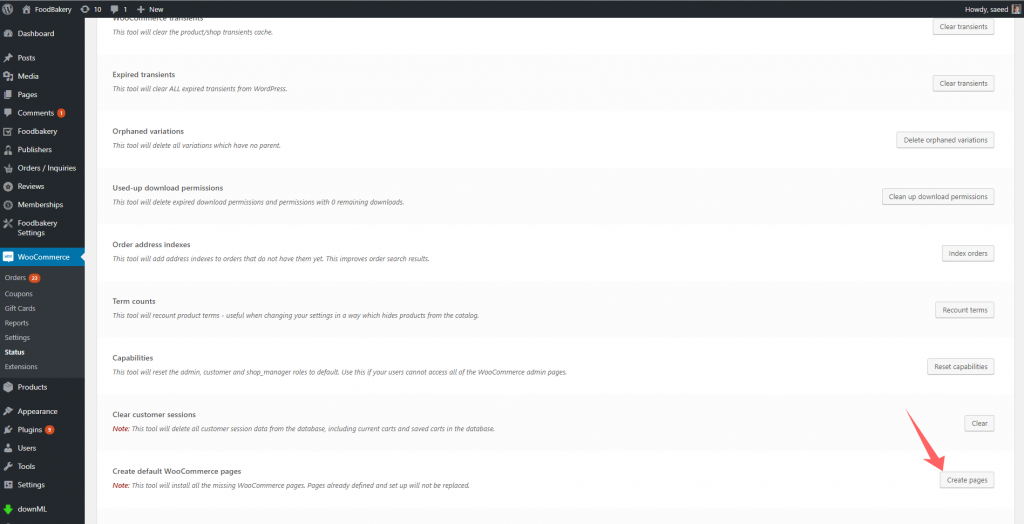 FoodBakery 10 1 New Howdy, saeed
Dashboard
Posts
Media
Pages
Comments 1
Foodbakery
Publishers
Orders / Inquiries
Reviews
Memberships
Foodbakery
Settings
WooCommerce
Orders 23
Coupons
Gift Cards
Reports
Settings
Status
Extensions
Products
Appearance
Plugins 9
Users
Tools
Settings
downML
WooCommerce transients
This tool will clear the product/shop transients cache.
Clear transients
Expired transients
This tool will clear ALL expired transients from WordPress.
Clear transients
Orphaned variations
This tool will delete all variations which have no parent.
Delete orphaned variations
Used-up download permissions
This tool will delete expired download permissions and permissions with 0 remaining downloads.
Clean up download permissions
Order address indexes
This tool will add address indexes to orders that do not have them yet. This improves order search results.
Index orders
Term counts
This tool will recount product terms - useful when changing your settings in a way which hides products from the catalog.
Recount terms
Capabilities
This tool will reset the admin, customer and shop_manager roles to default. Use this if your users cannot access all of the WooCommerce admin pages.
Reset capabilities
Clear customer sessions
Note: This tool will delete all customer session data from the database, including current carts and saved carts in the database.
Clear
Create default WooCommerce pages
Note: This tool will install all the missing WooCommerce pages. Pages already defined and set up will not be replaced.
Create pages